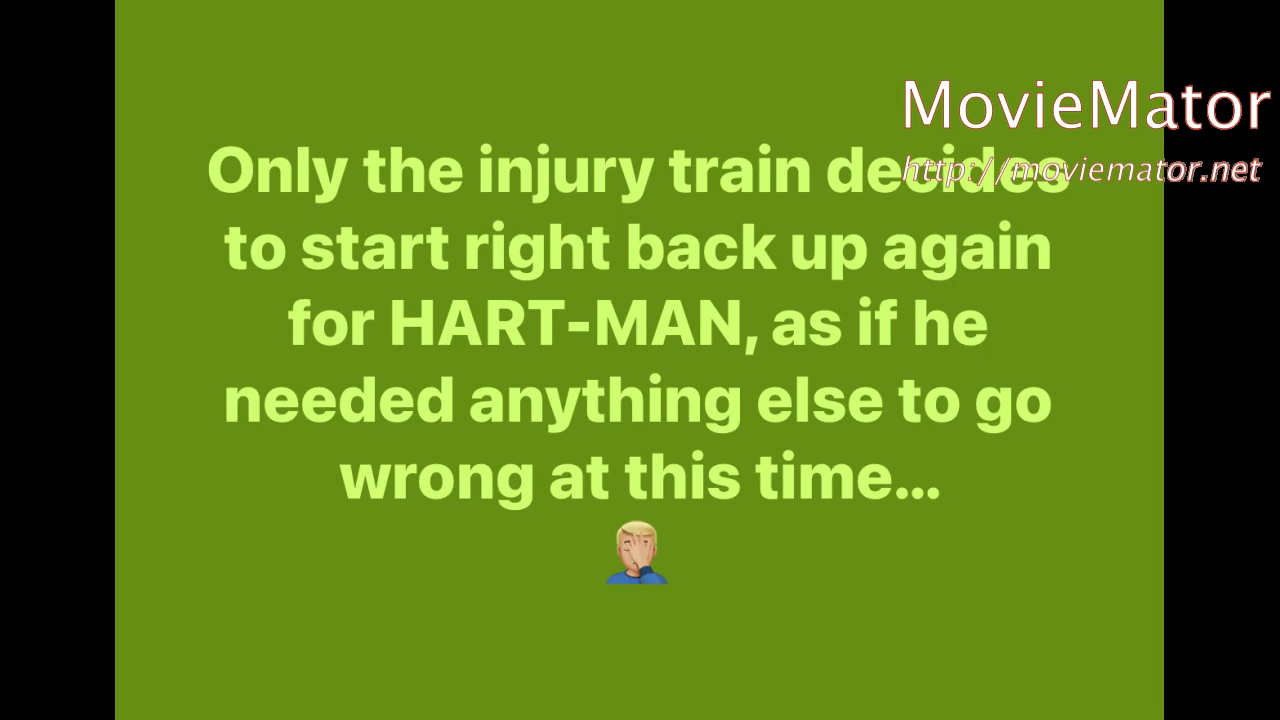 MovieMator
http://moviemator.net
Only the injury train decides
to start right back up again
for HART-MAN, as if he
needed anything else to go
wrong at this time...